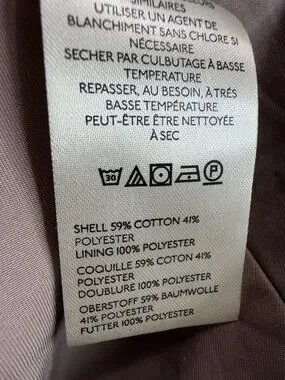 SIMILAIRES
UTILISER UN AGENT DE
BLANCHIMENT SANS CHLORE SI
NÉCESSAIRE
SECHER PAR CULBUTAGE À BASSE
TEMPERATURE
REPASSER, AU BESOIN, À TRÉS
BASSE TEMPÉRATURE
PEUT-ÊTRE ÊTRE NETTOYÉE
À SEC
30 P
SHELL 59% COTTON 41%
POLYESTER
LINING 100% POLYESTER
COQUILLE 59% COTON 41%
POLYESTER
DOUBLURE 100% POLYESTER
OBERSTOFF 59% BAUMWOLLE
41% POLYESTER
FUTTER 100% POLYESTER